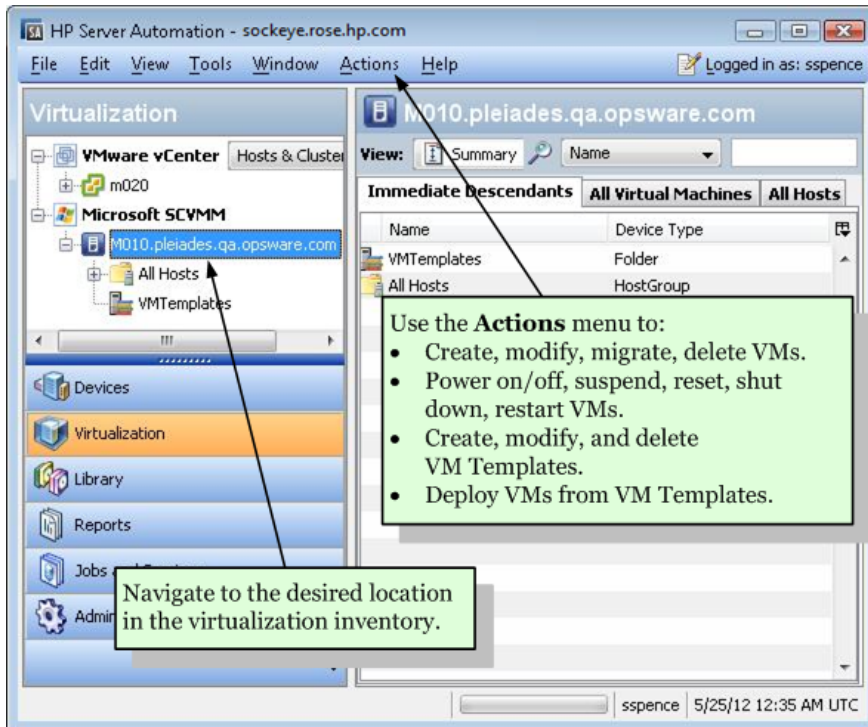 HP Server Automation - sockeye.rose.hp.com
File Edit View Tools Window Actions Help
Logged in as: sspence
Virtualization
VMware vCenter
Hosts & Cluster
m020
Microsoft SCVMM
M010.pleiades.qa.opsware.com
All Hosts
VMTemplates
Devices
Virtualization
Library
Reports
Jobs
Navigate to the desired location
in the virtualization inventory.
M010.pleiades.qa.opsware.com
View: Summary Name
Immediate Descendants All Virtual Machines All Hosts
Name Device Type
VMTemplates Folder
All Hosts HostGroup
Use the Actions menu to:
• Create, modify, migrate, delete VMs.
• Power on/off, suspend, reset, shut
down, restart VMs.
• Create, modify, and delete
VM Templates.
• Deploy VMs from VM Templates.
sspence 5/25/12 12:35 AM UTC